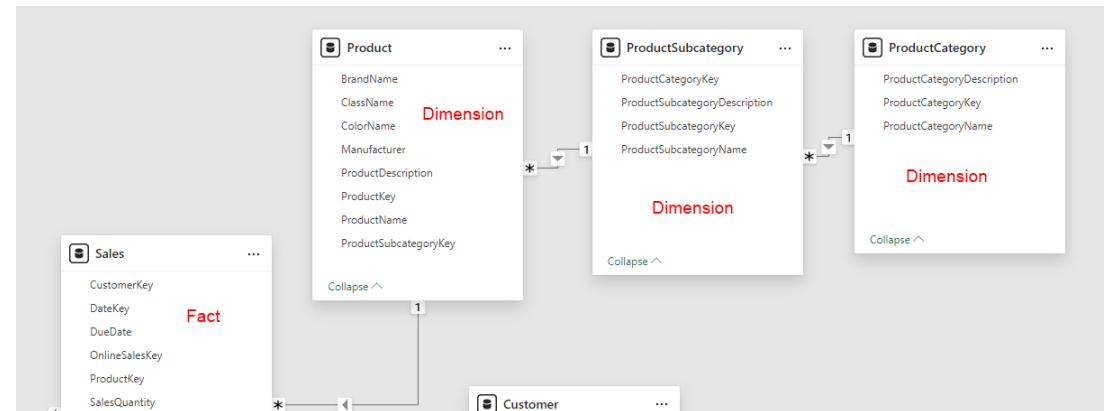 Product
...
BrandName
ClassName
ColorName
Manufacturer
ProductDescription
ProductKey
ProductName
ProductSubcategoryKey
Collapse
Dimension
1
*
1
ProductSubcategory
...
ProductCategoryKey
ProductSubcategoryDescription
ProductSubcategoryKey
ProductSubcategoryName
Dimension
Collapse
*
1
ProductCategory
...
ProductCategoryDescription
ProductCategoryKey
ProductCategoryName
Dimension
Collapse
Sales
...
CustomerKey
DateKey
DueDate
OnlineSalesKey
ProductKey
SalesQuantity
Fact
*
Customer
...